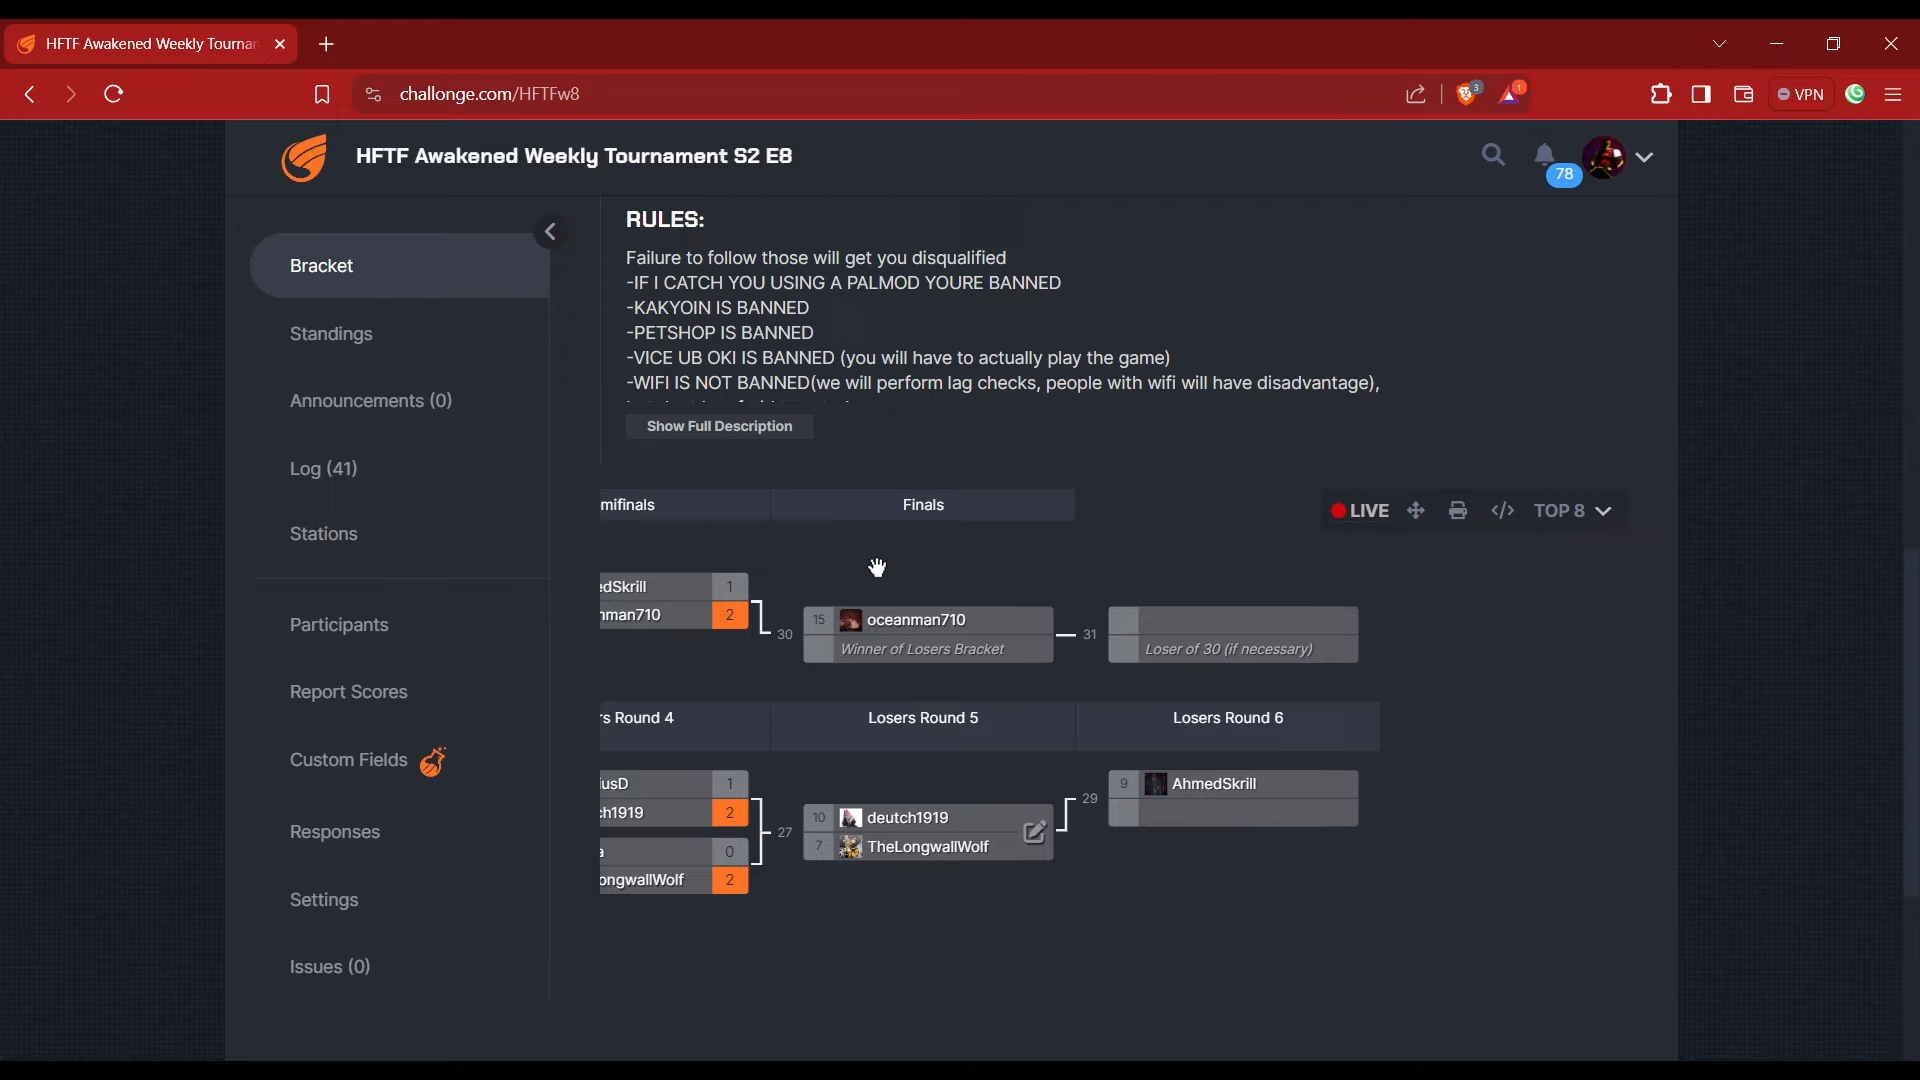 HFTF Awakened Weekly Tournar
challonge.com/HFTFw8
3
1
VPN
HFTF Awakened Weekly Tournament S2 E8
78
Bracket
Standings
Announcements (0)
Log (41)
Stations
Participants
Report Scores
Custom Fields
Responses
Settings
Issues (0)
RULES:
Failure to follow those will get you disqualified
-IF I CATCH YOU USING A PALMOD YOURE BANNED
-KAKYOIN IS BANNED
-PETSHOP IS BANNED
-VICE UB OKI IS BANNED (you will have to actually play the game)
-WIFI IS NOT BANNED(we will perform lag checks, people with wifi will have disadvantage),
Show Full Description
mifinals Finals
LIVE </> TOP 8
edSkrill 1
nman710 2
30
15 oceanman710
Winner of Losers Bracket
31
Loser of 30 (if necessary)
rs Round 4 Losers Round 5 Losers Round 6
iusD 1
ch1919 2
a 0
ongwallWolf 2
27
10 deutch1919
7 TheLongwallWolf
29
9 AhmedSkrill